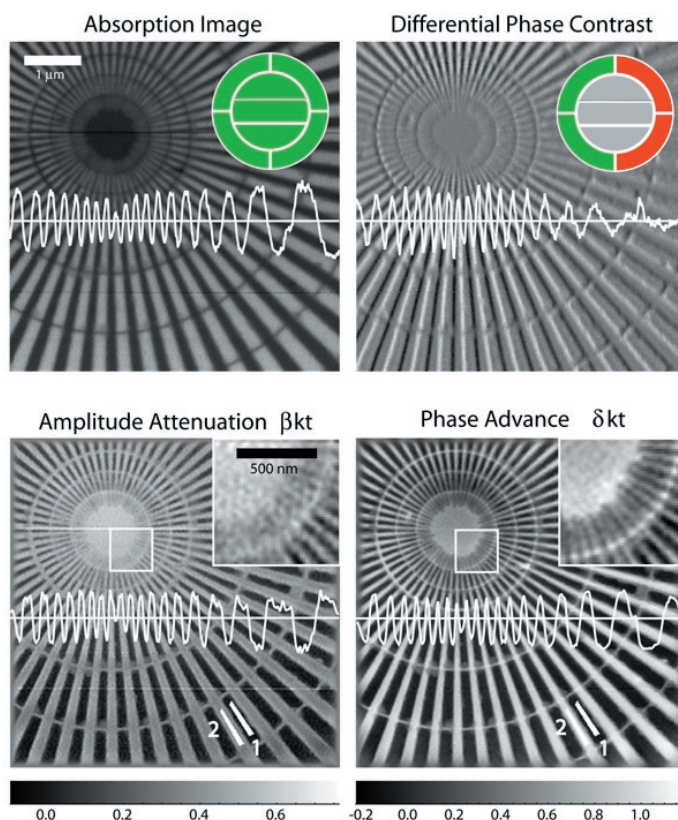 Absorption Image
Differential Phase Contrast
1 μm
Amplitude Attenuation βkt
Phase Advance δkt
500 nm
2
1
2
1
0.0 0.2 0.4 0.6
-0.2 0.0 0.2 0.4 0.6 0.8 1.0